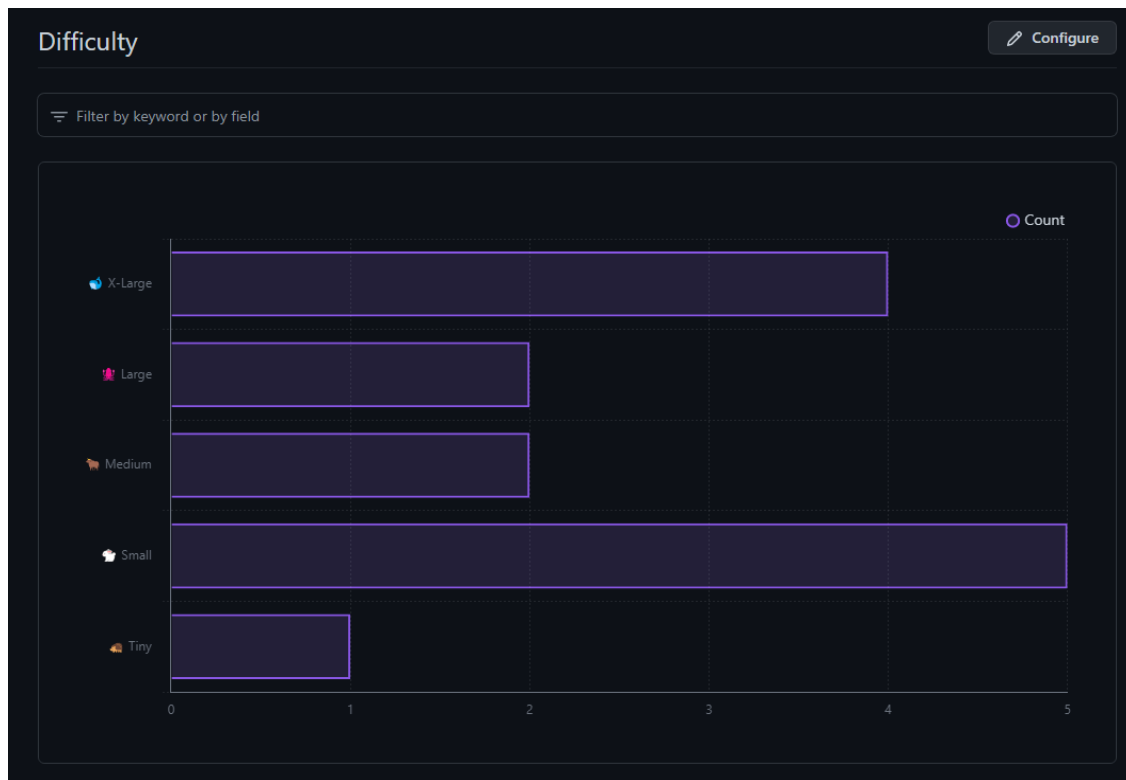 Difficulty
Configure
Filter by keyword or by field
Count
X-Large
Large
Medium
Small
Tiny
0 1 2 3 4 5